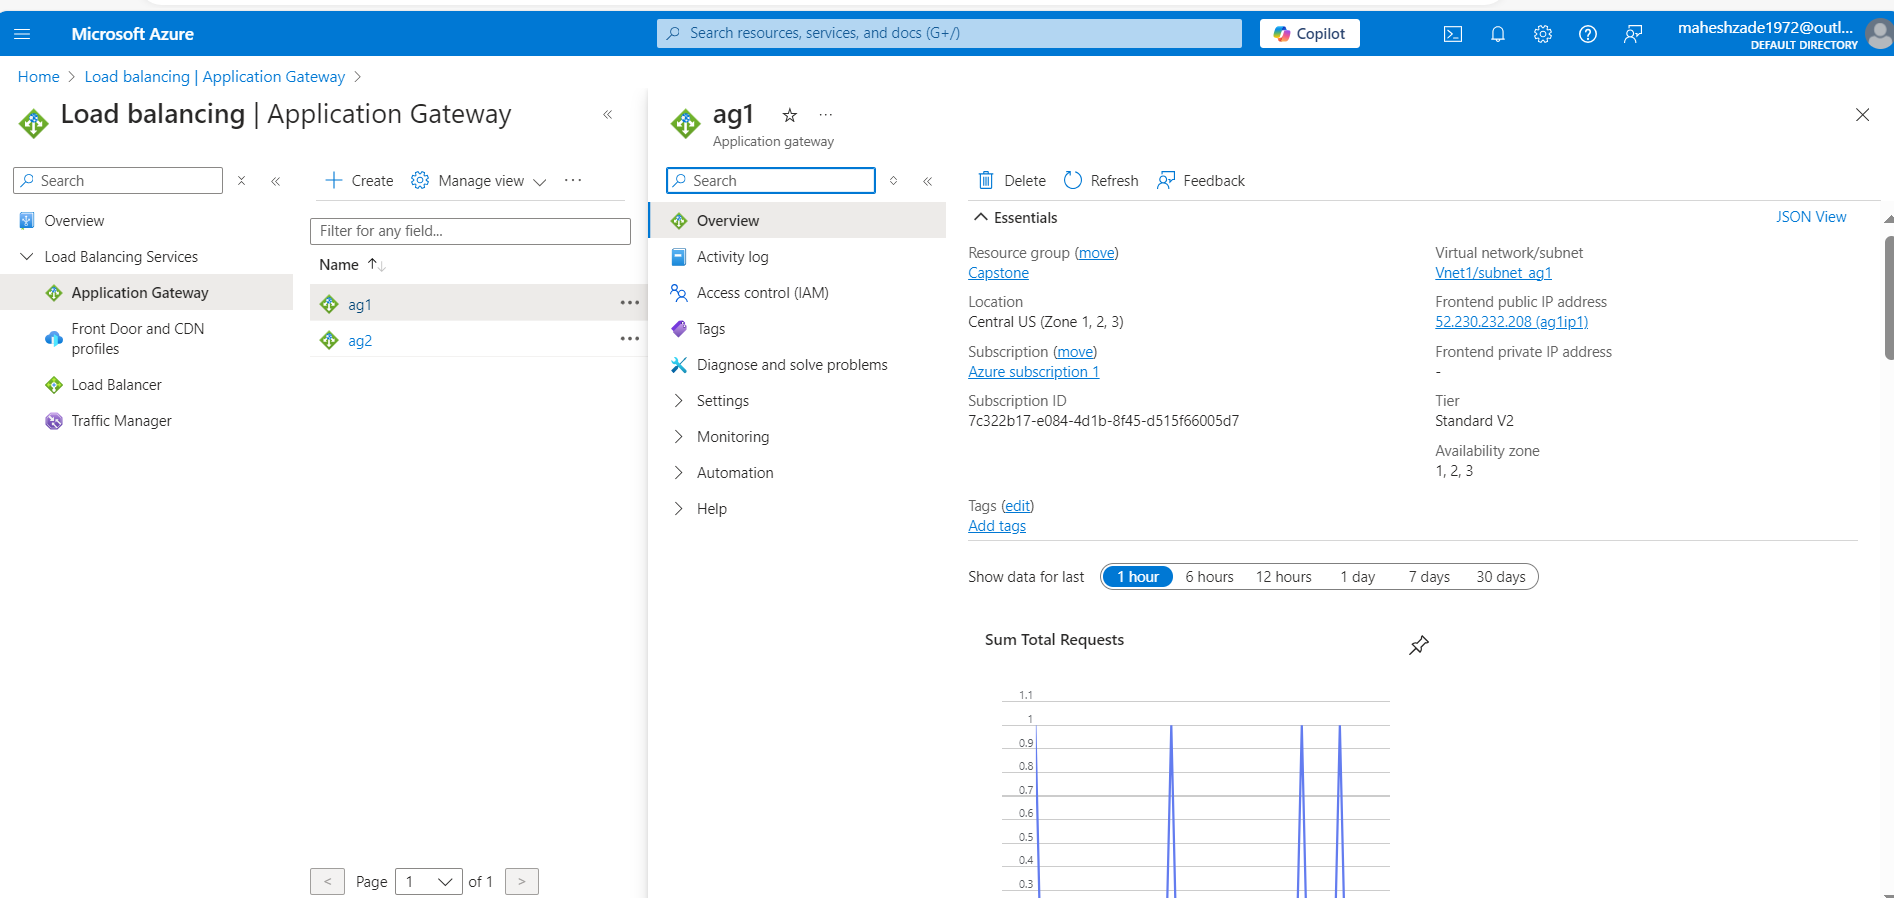 Microsoft Azure
Search resources, services, and docs (G+/)
Copilot
maheshzade1972@outl...
DEFAULT DIRECTORY
Home > Load balancing | Application Gateway >
Load balancing | Application Gateway
«
Search
«
Overview
Load Balancing Services
Application Gateway
Front Door and CDN
profiles
Load Balancer
Traffic Manager
+ Create
Manage view
...
Filter for any field...
Name ↑↓
ag1
...
ag2
...
< Page 1 of 1 >
ag1
...
Application gateway
Search
«
Overview
Activity log
Access control (IAM)
Tags
Diagnose and solve problems
Settings
Monitoring
Automation
Help
Delete
Refresh
Feedback
Essentials
JSON View
Resource group (move)
Capstone
Location
Central US (Zone 1, 2, 3)
Subscription (move)
Azure subscription 1
Subscription ID
7c322b17-e084-4d1b-8f45-d515f66005d7
Virtual network/subnet
Vnet1/subnet_ag1
Frontend public IP address
52.230.232.208 (ag1ip1)
Frontend private IP address
-
Tier
Standard V2
Availability zone
1, 2, 3
Tags (edit)
Add tags
Show data for last
1 hour
6 hours
12 hours
1 day
7 days
30 days
Sum Total Requests
1.1
1
0.9
0.8
0.7
0.6
0.5
0.4
0.3